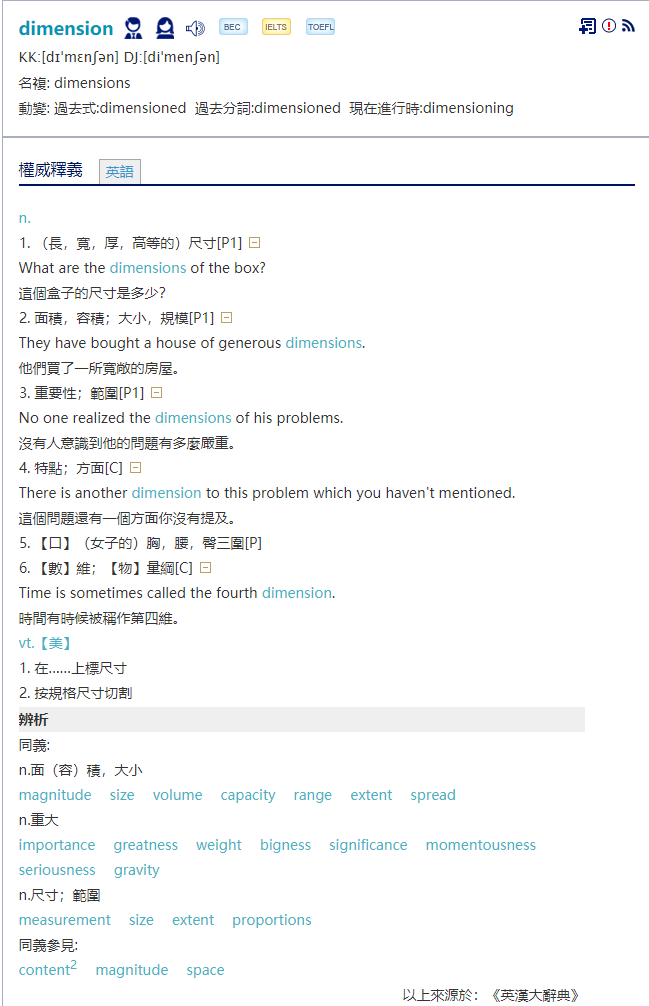 dimension BEC IELTS TOEFL
KK:[dɪˈmɛnʃən] DJ:[diˈmenʃən]
名複: dimensions
動變: 過去式:dimensioned 過去分詞:dimensioned 現在進行時:dimensioning
權威釋義 英語
n.
1. （長，寬，厚，高等的）尺寸[P1]
What are the dimensions of the box?
這個盒子的尺寸是多少？
2. 面積，容積；大小，規模[P1]
They have bought a house of generous dimensions.
他們買了一所寬敞的房屋。
3. 重要性；範圍[P1]
No one realized the dimensions of his problems.
沒有人意識到他的問題有多麼嚴重。
4. 特點；方面[C]
There is another dimension to this problem which you haven't mentioned.
這個問題還有一個方面你沒有提及。
5. 【口】（女子的）胸，腰，臀三圍[P]
6. 【數】維；【物】量綱[C]
Time is sometimes called the fourth dimension.
時間有時候被稱作第四維。
vt.【美】
1. 在……上標尺寸
2. 按規格尺寸切割
辨析
同義:
n.面（容）積，大小
magnitude size volume capacity range extent spread
n.重大
importance greatness weight bigness significance momentousness
seriousness gravity
n.尺寸；範圍
measurement size extent proportions
同義參見:
content2 magnitude space
以上來源於：《英漢大辭典》